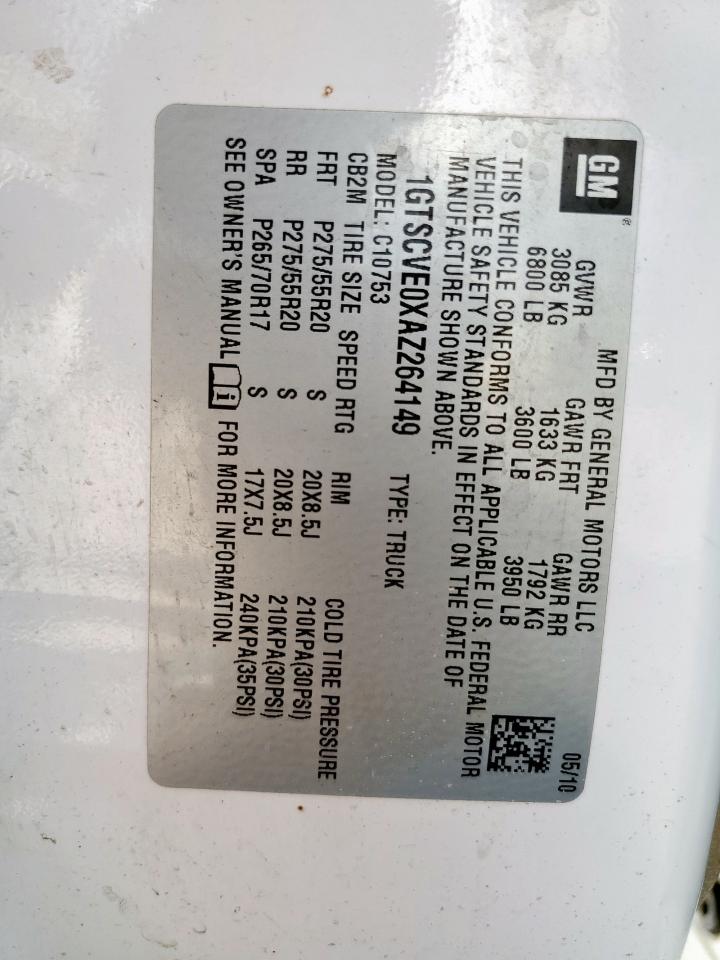 GM®
MFD BY GENERAL MOTORS LLC
05/10
GVWR GAWR FRT GAWR RR
3085 KG 1633 KG 1792 KG
6800 LB 3600 LB 3950 LB
THIS VEHICLE CONFORMS TO ALL APPLICABLE U.S. FEDERAL MOTOR
VEHICLE SAFETY STANDARDS IN EFFECT ON THE DATE OF
MANUFACTURE SHOWN ABOVE.
1GTSCVE0XAZ264149 TYPE: TRUCK
MODEL: C10753
CB2M TIRE SIZE SPEED RTG RIM COLD TIRE PRESSURE
FRT P275/55R20 S 20X8.5J 210KPA(30PSI)
RR P275/55R20 S 20X8.5J 210KPA(30PSI)
SPA P265/70R17 S 17X7.5J 240KPA(35PSI)
SEE OWNER'S MANUAL i FOR MORE INFORMATION.